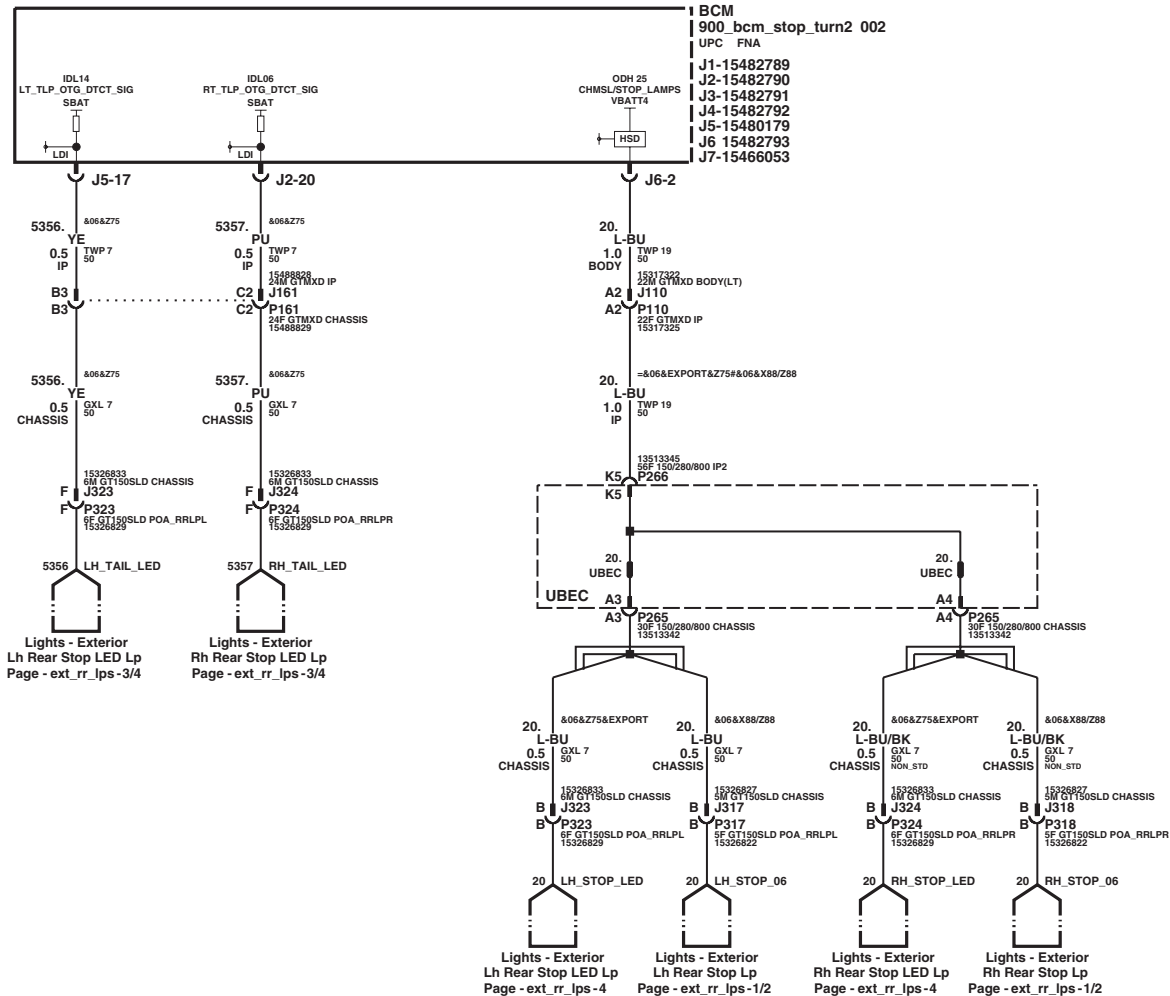 BCM
900_bcm_stop_turn2 002
UPC FNA
J1-15482789
J2-15482790
J3-15482791
J4-15482792
J5-15480179
J6 15482793
J7-15466053
IDL14
LT_TLP_OTG_DTCT_SIG
SBAT
LDI
IDL06
RT_TLP_OTG_DTCT_SIG
SBAT
LDI
ODH 25
CHMSL/STOP_LAMPS
VBATT4
HSD
J5-17
J2-20
J6-2
5356.
&06&Z75
YE
0.5
TWP 7
50
IP
5357.
&06&Z75
PU
0.5
TWP 7
50
IP
20.
L-BU
1.0
TWP 19
50
BODY
B3
B3
15488828
24M GTMXD IP
C2 J161
C2 P161
24F GTMXD CHASSIS
15488829
15317322
22M GTMXD BODY(LT)
A2 J110
A2 P110
22F GTMXD IP
15317325
5356.
&06&Z75
YE
0.5
GXL 7
50
CHASSIS
5357.
&06&Z75
PU
0.5
GXL 7
50
CHASSIS
20.
=&06&EXPORT&Z75#&06&X88/Z88
L-BU
1.0
TWP 19
50
IP
15326833
6M GT150SLD CHASSIS
F J323
F P323
6F GT150SLD POA_RRLPL
15326829
15326833
6M GT150SLD CHASSIS
F J324
F P324
6F GT150SLD POA_RRLPR
15326829
13513345
56F 150/280/800 IP2
K5 P266
K5
20.
UBEC
20.
UBEC
UBEC
A3
A3 P265
30F 150/280/800 CHASSIS
13513342
A4
A4 P265
30F 150/280/800 CHASSIS
13513342
5356 LH_TAIL_LED
5357 RH_TAIL_LED
Lights - Exterior
Lh Rear Stop LED Lp
Page - ext_rr_lps -3/4
Lights - Exterior
Rh Rear Stop LED Lp
Page - ext_rr_lps -3/4
20.
&06&Z75&EXPORT
L-BU
0.5
GXL 7
50
CHASSIS
20.
&06&X88/Z88
L-BU
0.5
GXL 7
50
CHASSIS
20.
&06&Z75&EXPORT
L-BU/BK
0.5
GXL 7
50
CHASSIS
NON_STD
20.
&06&X88/Z88
L-BU/BK
0.5
GXL 7
50
CHASSIS
NON_STD
15326833
6M GT150SLD CHASSIS
B J323
B P323
6F GT150SLD POA_RRLPL
15326829
15326827
5M GT150SLD CHASSIS
B J317
B P317
5F GT150SLD POA_RRLPL
15326822
15326833
6M GT150SLD CHASSIS
B J324
B P324
6F GT150SLD POA_RRLPR
15326829
15326827
5M GT150SLD CHASSIS
B J318
B P318
5F GT150SLD POA_RRLPR
15326822
20 LH_STOP_LED
20 LH_STOP_06
20 RH_STOP_LED
20 RH_STOP_06
Lights - Exterior
Lh Rear Stop LED Lp
Page - ext_rr_lps - 4
Lights - Exterior
Lh Rear Stop Lp
Page - ext_rr_lps -1/2
Lights - Exterior
Rh Rear Stop LED Lp
Page - ext_rr_lps - 4
Lights - Exterior
Rh Rear Stop Lp
Page - ext_rr_lps -1/2